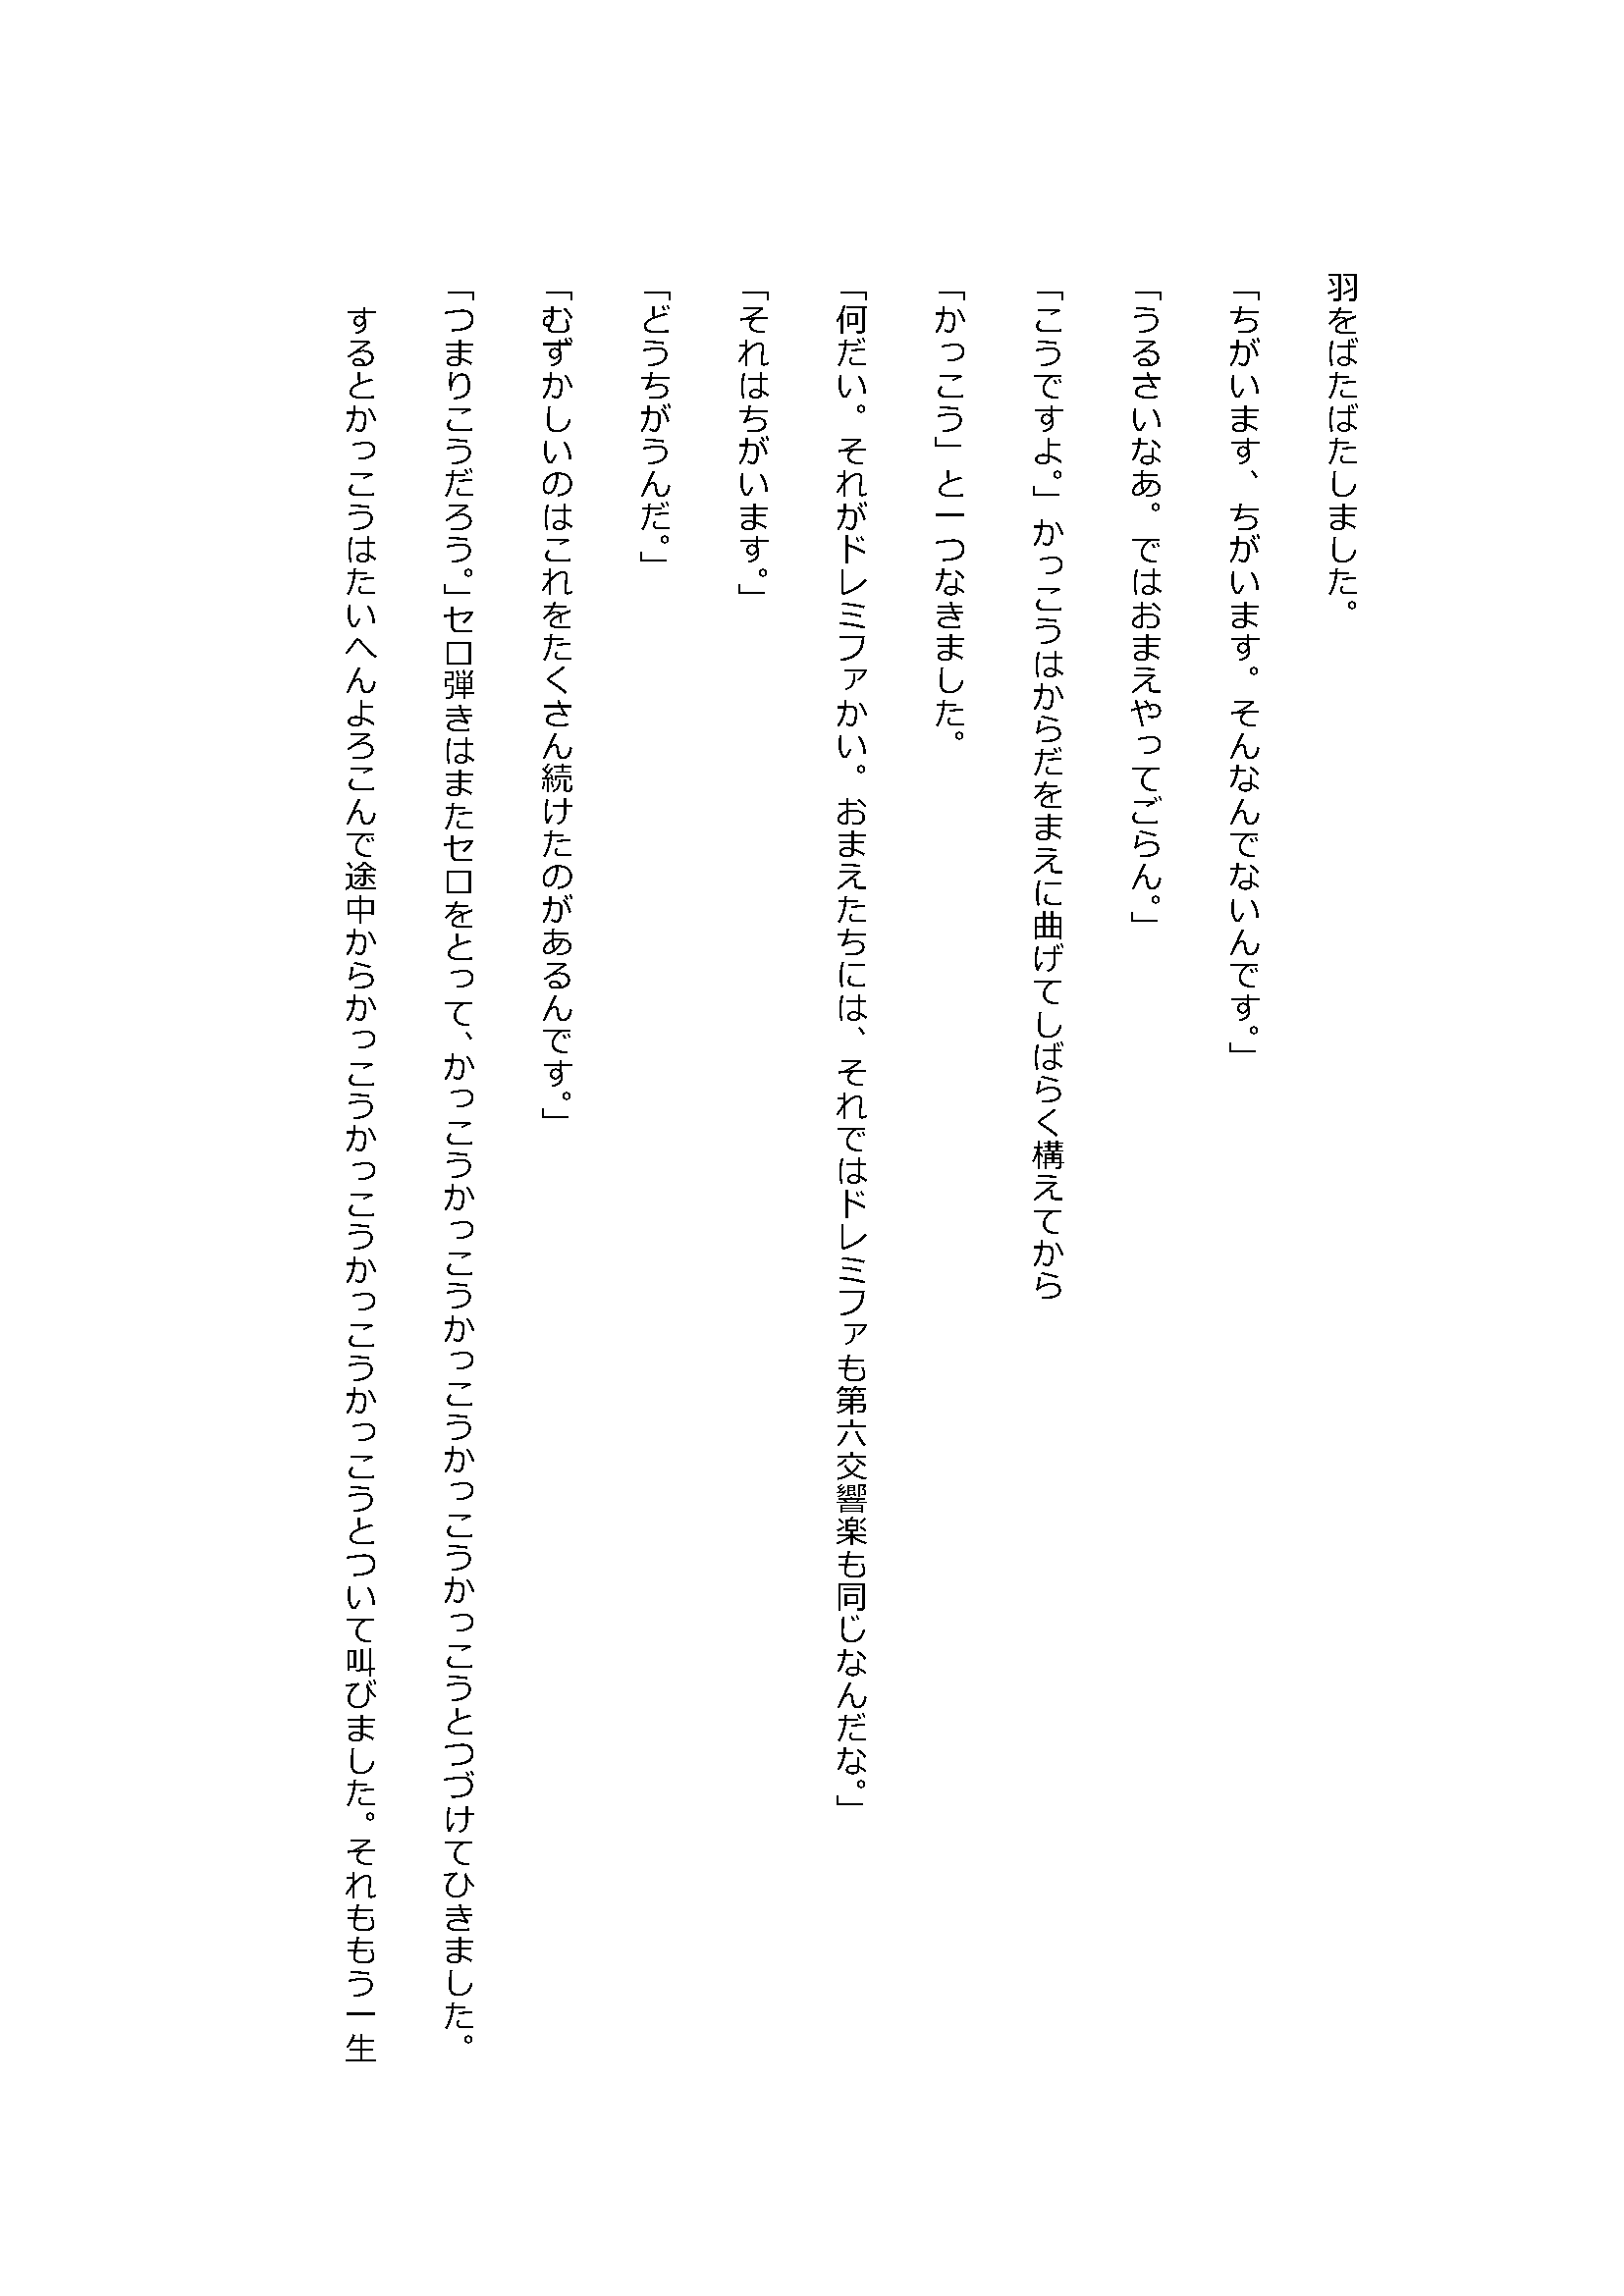 羽をばたばたしました。
「ちがいます、ちがいます。そんなんでないんです。」
「うるさいなあ。ではおまえやってごらん。」
「こうですよ。」かっこうはからだをまえに曲げてしばらく構えてから
「かっこう」と一つなきました。
「何だい。それがドレミファかい。おまえたちには、それではドレミファも第六交響楽も同じなんだな。」
「それはちがいます。」
「どうちがうんだ。」
「むずかしいのはこれをたくさん続けたのがあるんです。」
「つまりこうだろう。」セロ弾きはまたセロをとって、かっこうかっこうかっこうかっこうかっこうとつづけてひきました。
するとかっこうはたいへんよろこんで途中からかっこうかっこうかっこうかっこうとついて叫びました。それももう一生